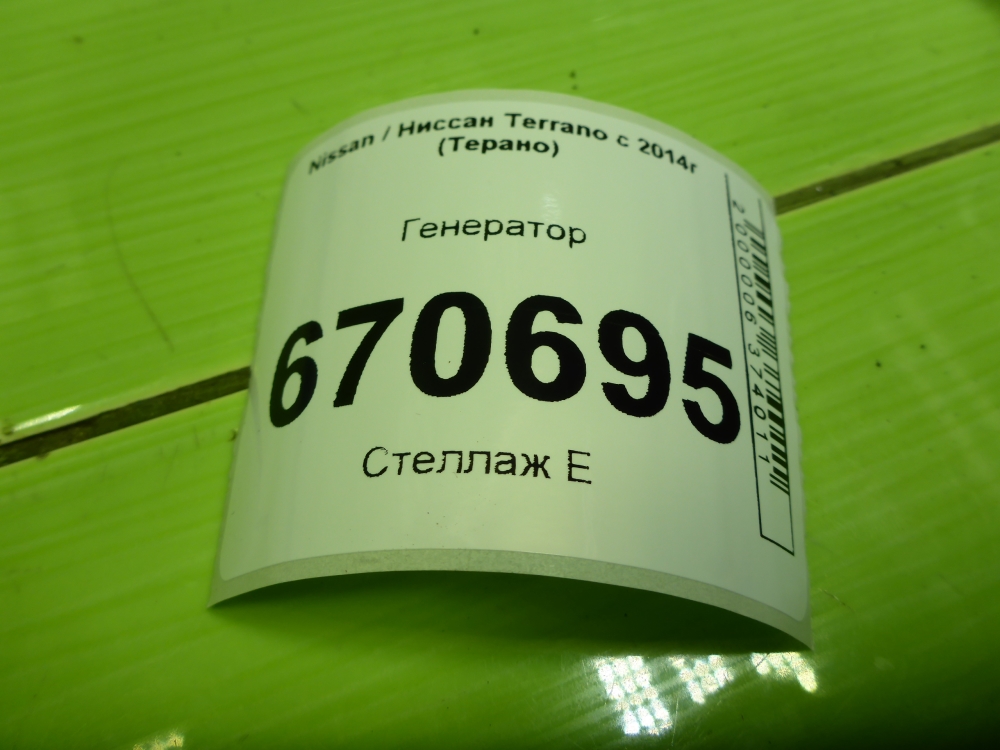 Nissan / Ниссан Terrano с 2014г
(Терано)
Генератор
670695
Стеллаж Е
2000006374011